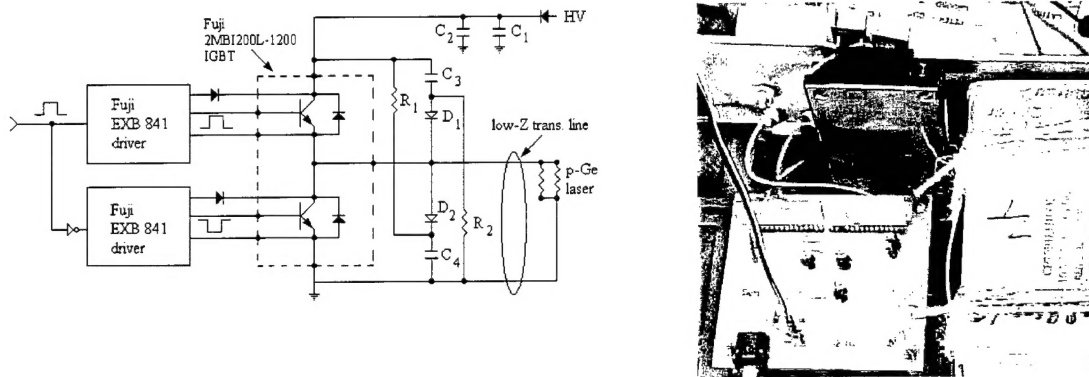 Fuji
2MBI200L-1200
IGBT
HV
C2
C1
C3
R1
D1
low-Z trans. line
Fuji
EXB 841
driver
p-Ge
laser
Fuji
EXB 841
driver
D2
R2
C4